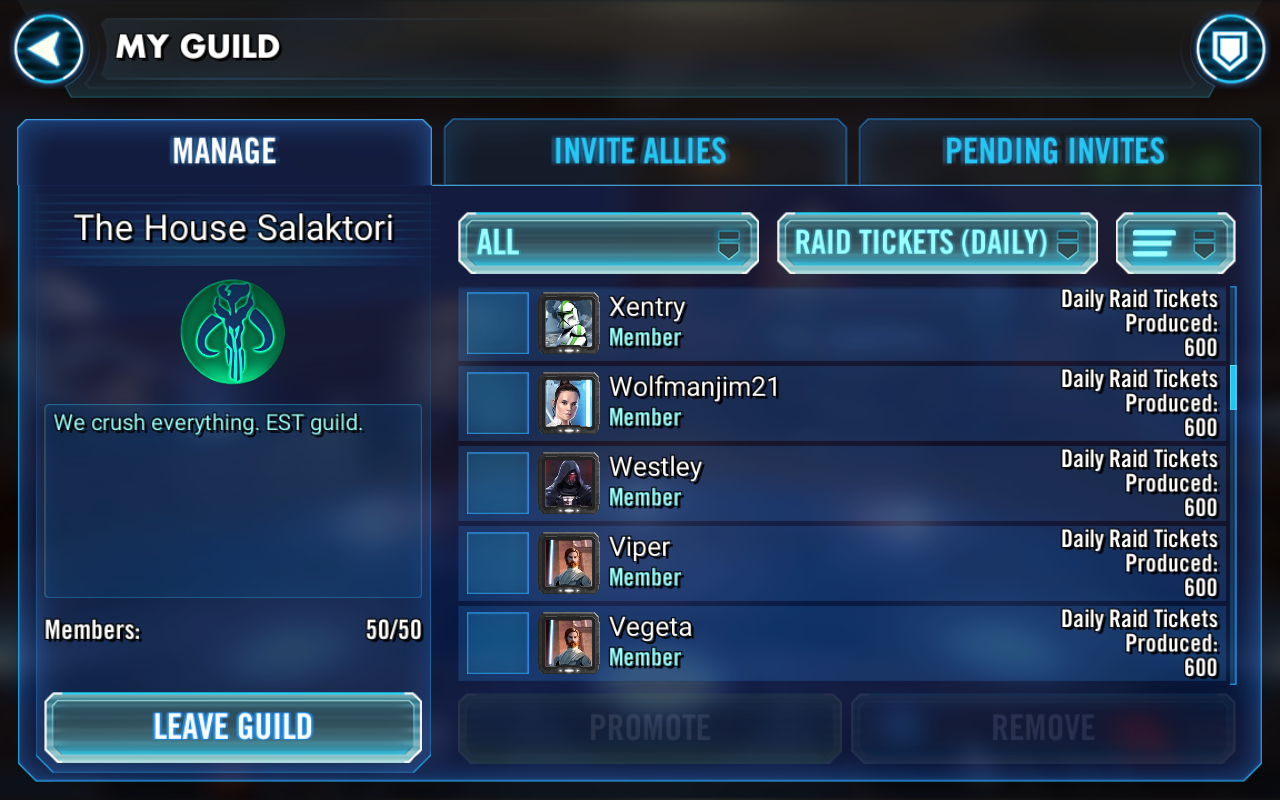 MY GUILD
MANAGE
INVITE ALLIES
PENDING INVITES
The House Salaktori
We crush everything. EST guild.
Members:
50/50
LEAVE GUILD
ALL
RAID TICKETS (DAILY)
Xentry
Member
Daily Raid Tickets
Produced:
600
Wolfmanjim21
Member
Daily Raid Tickets
Produced:
600
Westley
Member
Daily Raid Tickets
Produced:
600
Viper
Member
Daily Raid Tickets
Produced:
600
Vegeta
Member
Daily Raid Tickets
Produced:
600
PROMOTE
REMOVE